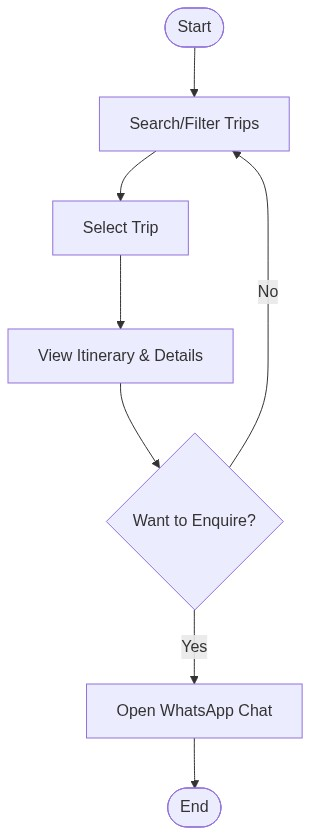 Start
Search/Filter Trips
Select Trip
No
View Itinerary & Details
Want to Enquire?
Yes
Open WhatsApp Chat
End